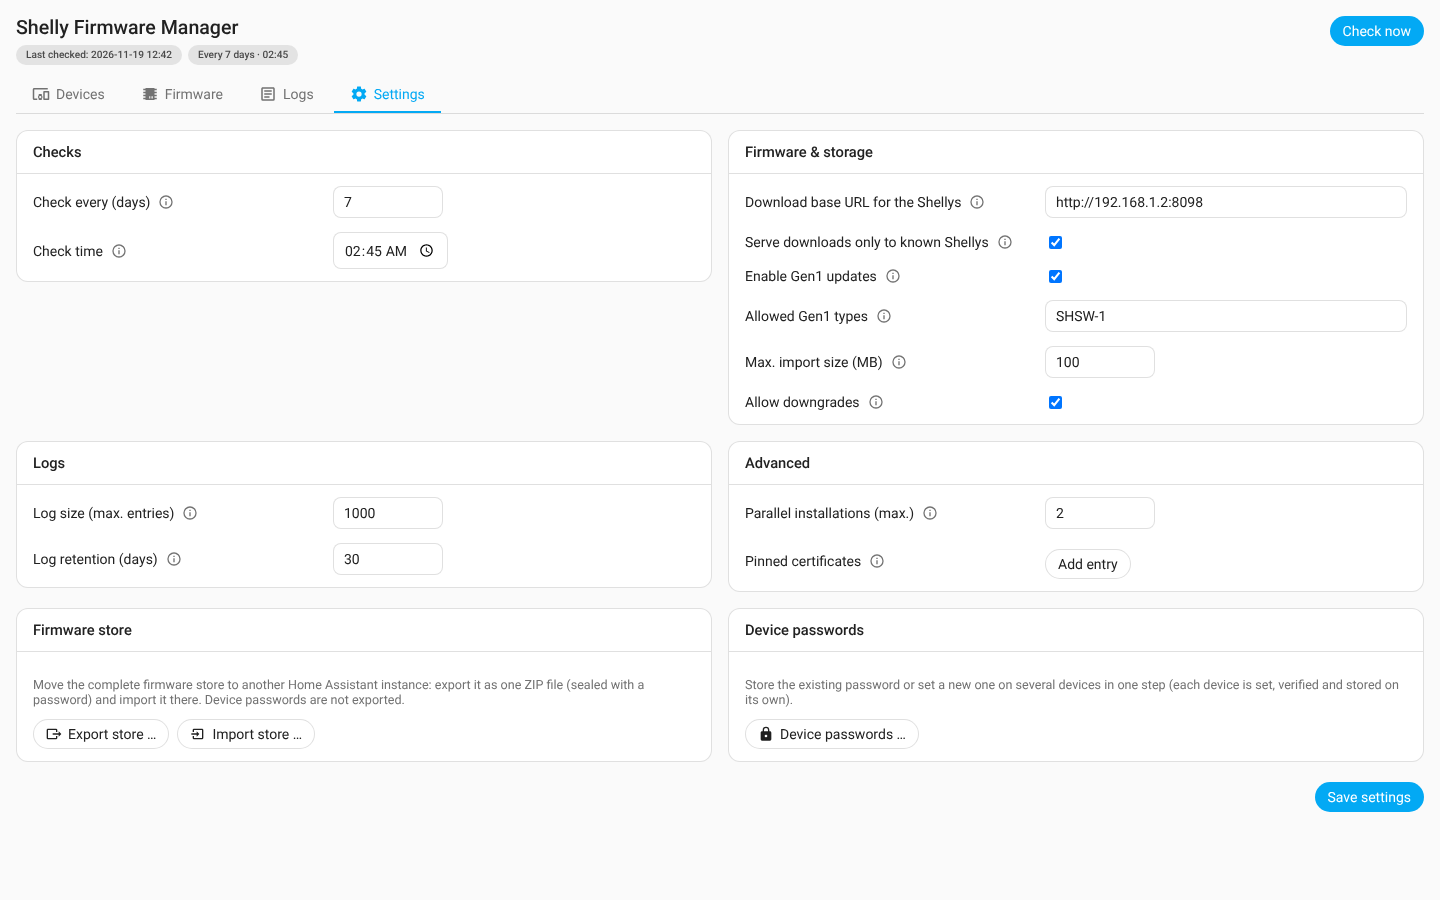 Shelly Firmware Manager
Check now
Last checked: 2026-11-19 12:42
Every 7 days · 02:45
Devices
Firmware
Logs
Settings
Checks
Check every (days)
7
Check time
02:45 AM
Firmware & storage
Download base URL for the Shellys
http://192.168.1.2:8098
Serve downloads only to known Shellys
Enable Gen1 updates
Allowed Gen1 types
SHSW-1
Max. import size (MB)
100
Allow downgrades
Logs
Log size (max. entries)
1000
Log retention (days)
30
Advanced
Parallel installations (max.)
2
Pinned certificates
Add entry
Firmware store
Move the complete firmware store to another Home Assistant instance: export it as one ZIP file (sealed with a
password) and import it there. Device passwords are not exported.
Export store ...
Import store ...
Device passwords
Store the existing password or set a new one on several devices in one step (each device is set, verified and stored on
its own).
Device passwords ...
Save settings